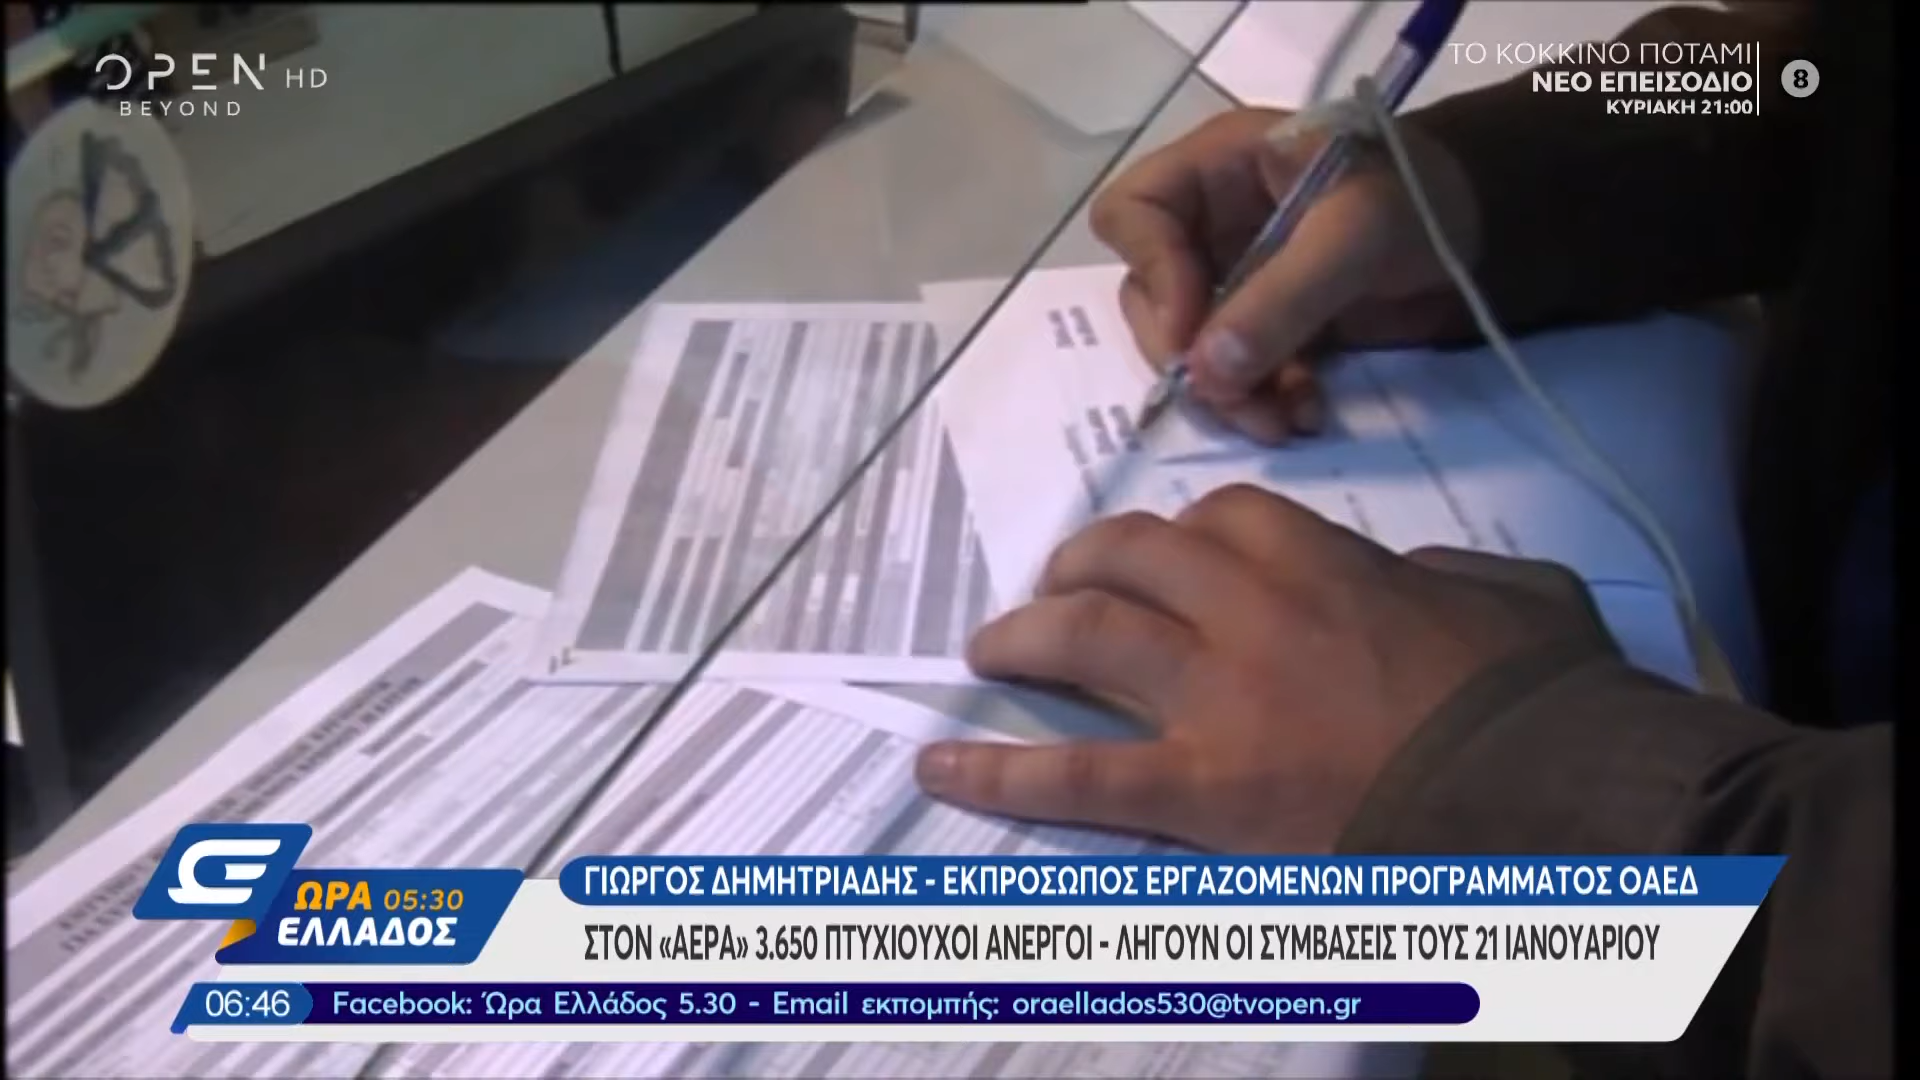 OPEN HD
BEYOND
ΤΟ ΚΟΚΚΙΝΟ ΠΟΤΑΜΙ
ΝΕΟ ΕΠΕΙΣΟΔΙΟ
ΚΥΡΙΑΚΗ 21:00
8
ΩΡΑ 05:30
ΕΛΛΑΔΟΣ
ΓΙΩΡΓΟΣ ΔΗΜΗΤΡΙΑΔΗΣ - ΕΚΠΡΟΣΩΠΟΣ ΕΡΓΑΖΟΜΕΝΩΝ ΠΡΟΓΡΑΜΜΑΤΟΣ ΟΑΕΔ
ΣΤΟΝ «ΑΕΡΑ» 3.650 ΠΤΥΧΙΟΥΧΟΙ ΑΝΕΡΓΟΙ - ΛΗΓΟΥΝ ΟΙ ΣΥΜΒΑΣΕΙΣ ΤΟΥΣ 21 ΙΑΝΟΥΑΡΙΟΥ
06:46 Facebook: Ώρα Ελλάδος 5.30 - Email εκπομπής: oraellados530@tvopen.gr